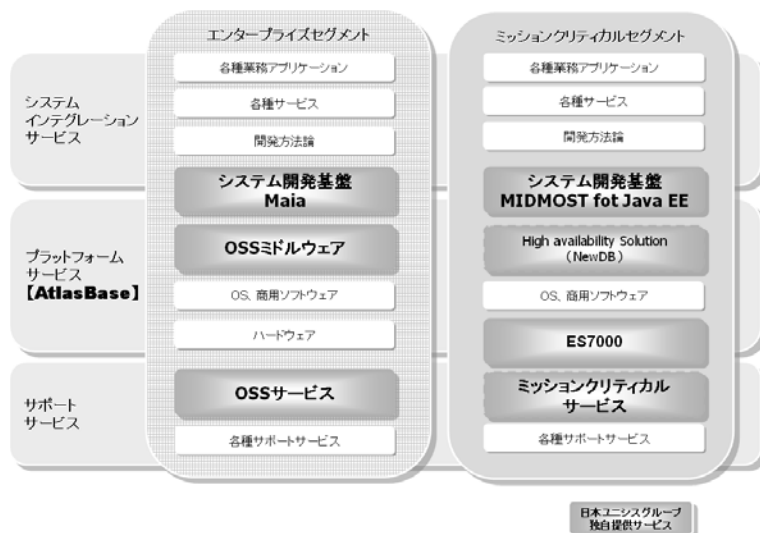 エンタープライズセグメント
ミッションクリティカルセグメント
システム
インテグレーション
サービス
各種業務アプリケーション
各種サービス
開発方法論
システム開発基盤
Maia
各種業務アプリケーション
各種サービス
開発方法論
システム開発基盤
MIDMOST fot Java EE
プラットフォーム
サービス
【AtlasBase】
OSSミドルウェア
OS、商用ソフトウェア
ハードウェア
High availability Solution
(NewDB)
OS、商用ソフトウェア
ES7000
サポート
サービス
OSSサービス
各種サポートサービス
ミッションクリティカル
サービス
各種サポートサービス
日本ユニシスグループ
独自提供サービス